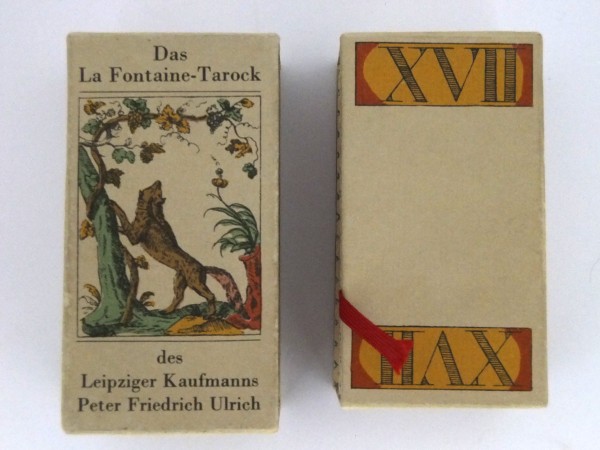 Das
La Fontaine-Tarock
des
Leipziger Kaufmanns
Peter Friedrich Ulrich
XVII
XVII